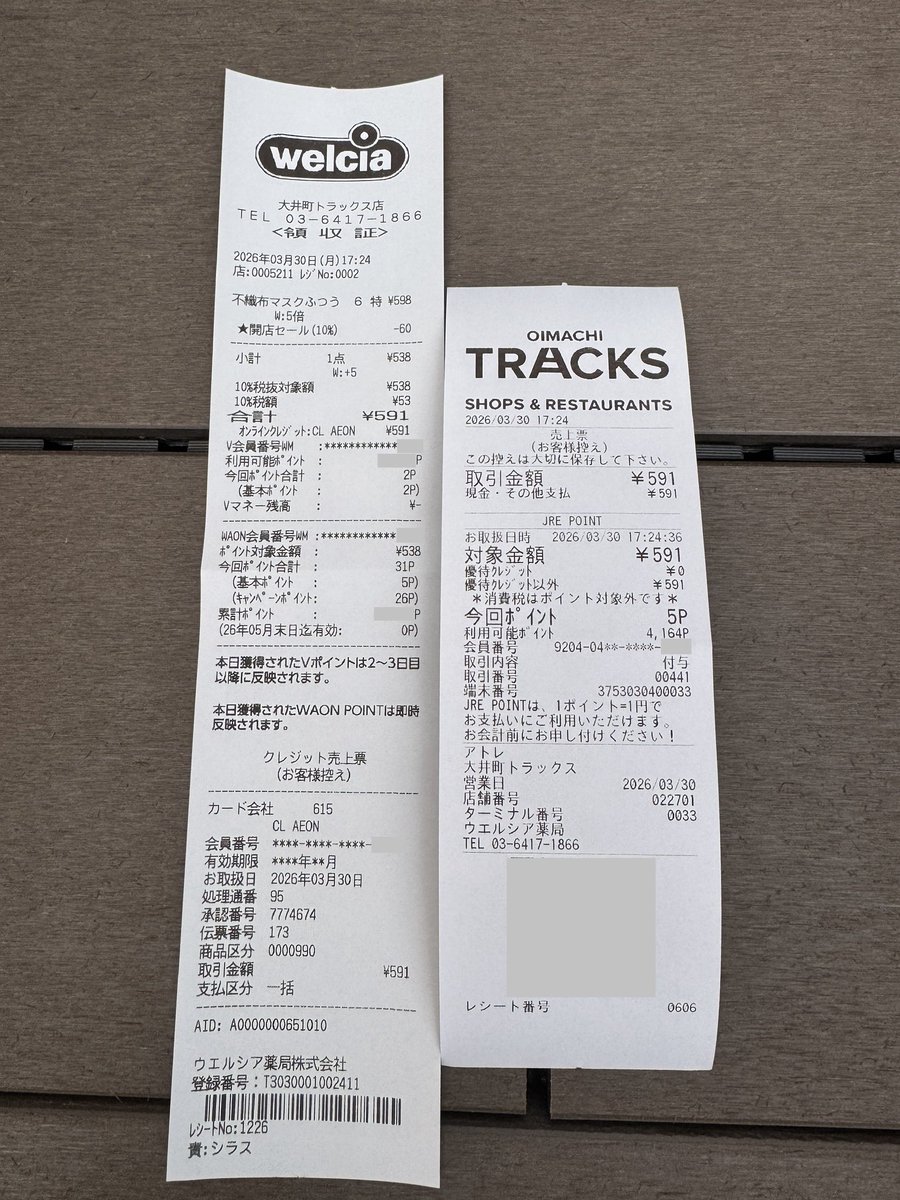 welcia
大井町トラックス店
TEL 03-6417-1866
<領収証>
2026年03月30日(月)17:24
店:0005211 ﾚｼﾞNo:0002
不織布マスクふつう 6 特 ¥598
W:5倍
★開店セール(10%) -60
小計 1点 ¥538
W:+5
10%税抜対象額 ¥538
10%税額 ¥53
合計 ¥591
ｵﾝﾗｲﾝｸﾚｼﾞｯﾄ:CL AEON ¥591
V会員番号WM :************
利用可能ﾎﾟｲﾝﾄ : P
今回ﾎﾟｲﾝﾄ合計 : 2P
(基本ﾎﾟｲﾝﾄ : 2P)
Vマネー残高 : ¥-
WAON会員番号WM :************
ﾎﾟｲﾝﾄ対象金額 : ¥538
今回ﾎﾟｲﾝﾄ合計 : 31P
(基本ﾎﾟｲﾝﾄ : 5P)
(ｷｬﾝﾍﾟｰﾝﾎﾟｲﾝﾄ: 26P)
累計ﾎﾟｲﾝﾄ : P
(26年05月末日迄有効: 0P)
本日獲得されたVポイントは2～3日目
以降に反映されます。
本日獲得されたWAON POINTは即時
反映されます。
クレジット売上票
(お客様控え)
カード会社 615
CL AEON
会員番号 ****-****-****-
有効期限 ****年**月
お取扱日 2026年03月30日
処理通番 95
承認番号 7774674
伝票番号 173
商品区分 0000990
取引金額 ¥591
支払区分 一括
AID: A0000000651010
ウエルシア薬局株式会社
登録番号：T3030001002411
ﾚｼｰﾄNo:1226
責:シラス
OIMACHI
TRACKS
SHOPS & RESTAURANTS
2026/03/30 17:24
売上票
(お客様控え)
この控えは大切に保存して下さい。
取引金額 ¥591
現金・その他支払 ¥591
JRE POINT
お取扱日時 2026/03/30 17:24:36
対象金額 ¥591
優待ｸﾚｼﾞｯﾄ ¥0
優待ｸﾚｼﾞｯﾄ以外 ¥591
＊消費税はポイント対象外です＊
今回ﾎﾟｲﾝﾄ 5P
利用可能ﾎﾟｲﾝﾄ 4,164P
会員番号 9204-04**-****-
取引内容 付与
取引番号 00441
端末番号 3753030400033
JRE POINTは、1ポイント=1円で
お支払いにご利用いただけます。
お会計前にお申し付けください！
アトレ
大井町トラックス
営業日 2026/03/30
店舗番号 022701
ターミナル番号 0033
ウエルシア薬局
TEL 03-6417-1866
レシート番号 0606